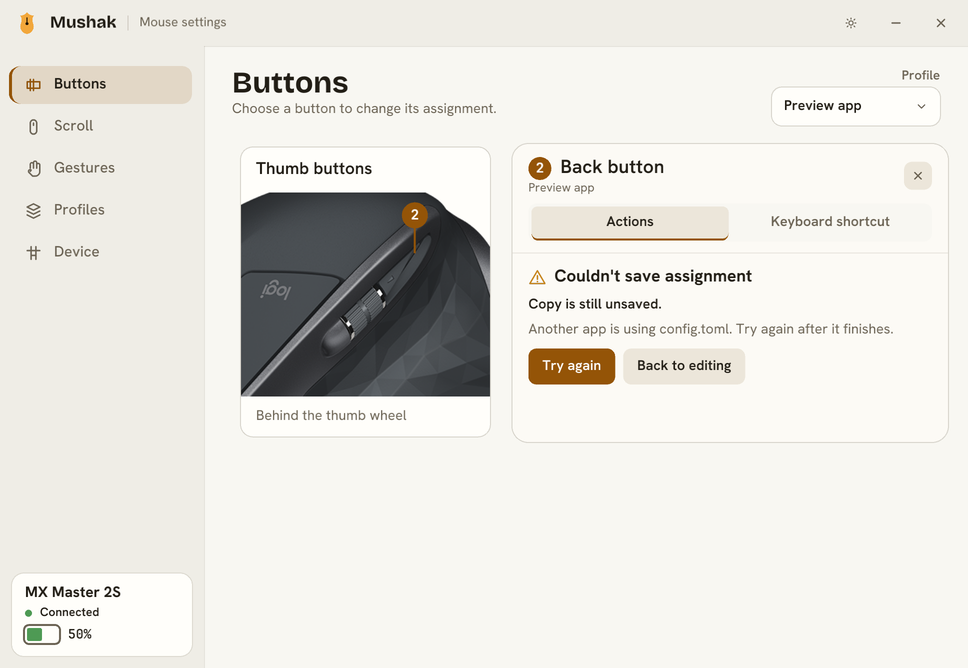 Mushak
Mouse settings
Buttons
Scroll
Gestures
Profiles
Device
MX Master 2S
Connected
50%
Buttons
Choose a button to change its assignment.
Profile
Preview app
Thumb buttons
2
logi
Behind the thumb wheel
2 Back button
Preview app
Actions
Keyboard shortcut
Couldn't save assignment
Copy is still unsaved.
Another app is using config.toml. Try again after it finishes.
Try again
Back to editing